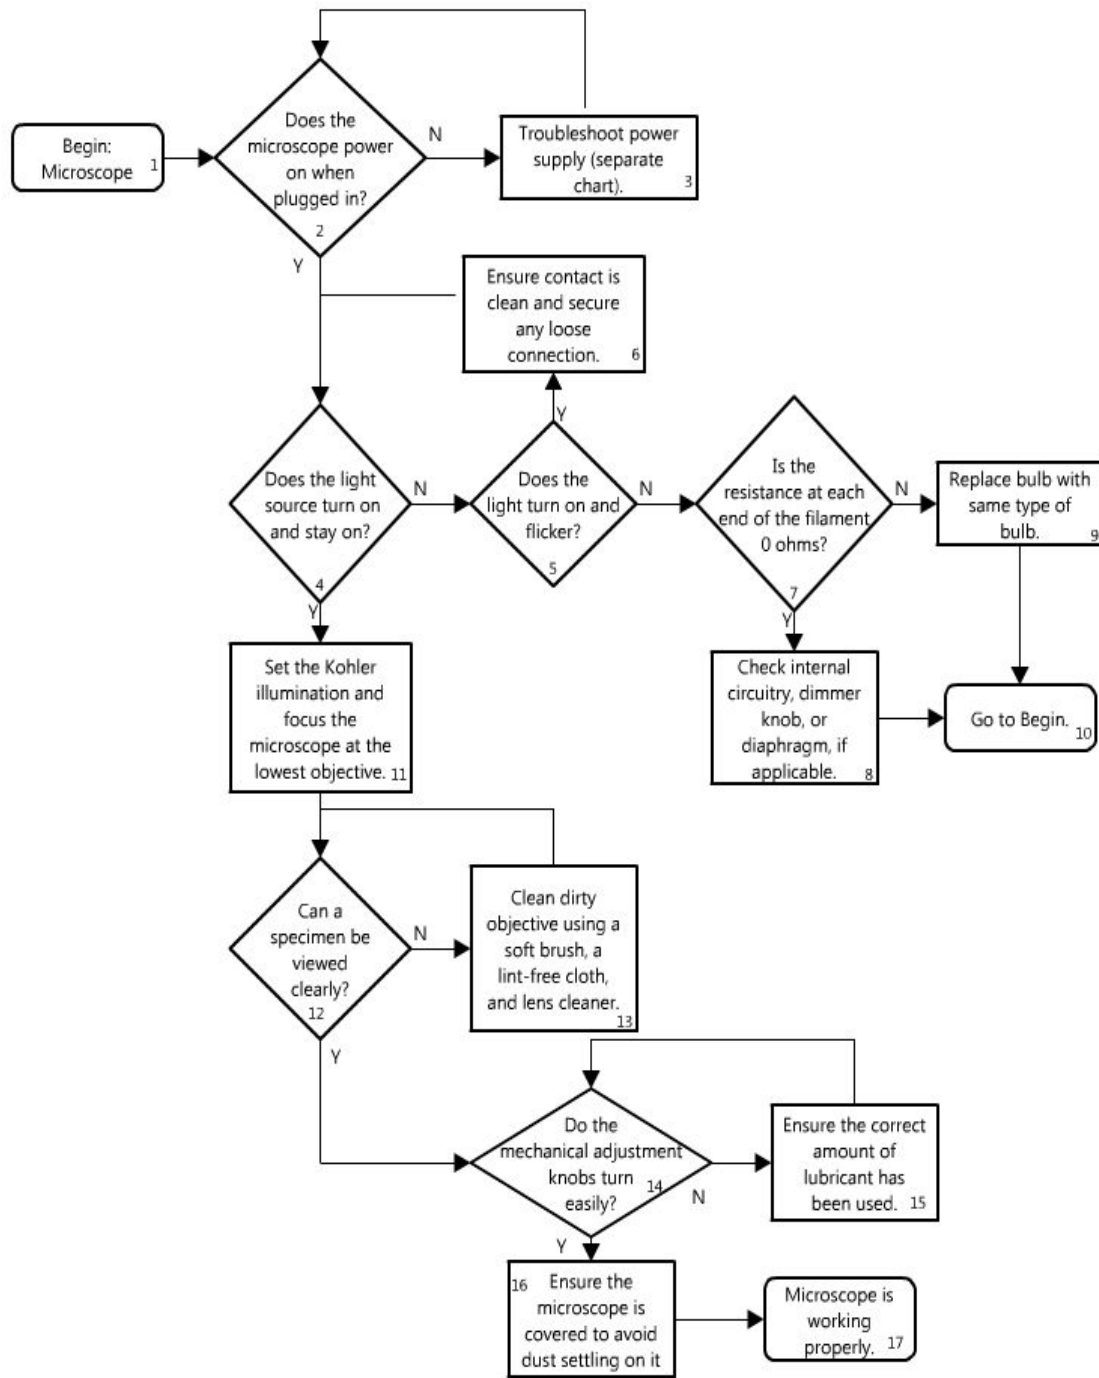 Begin:
Microscope
1
Does the
microscope power
on when
plugged in?
2
N
Y
Troubleshoot power
supply (separate
chart).
3
Ensure contact is
clean and secure
any loose
connection.
6
Y
Does the light
source turn on
and stay on?
4
N
Y
Does the
light turn on and
flicker?
5
N
Is the
resistance at each
end of the filament
0 ohms?
7
N
Y
Replace bulb with
same type of
bulb.
9
Set the Kohler
illumination and
focus the
microscope at the
lowest objective.
11
Check internal
circuitry, dimmer
knob, or
diaphragm, if
applicable.
8
Go to Begin.
10
Can a
specimen be
viewed
clearly?
12
N
Y
Clean dirty
objective using a
soft brush, a
lint-free cloth,
and lens cleaner.
13
Do the
mechanical adjustment
knobs turn
easily?
14
N
Y
Ensure the correct
amount of
lubricant has
been used.
15
16
Ensure the
microscope is
covered to avoid
dust settling on it
Microscope is
working
properly.
17